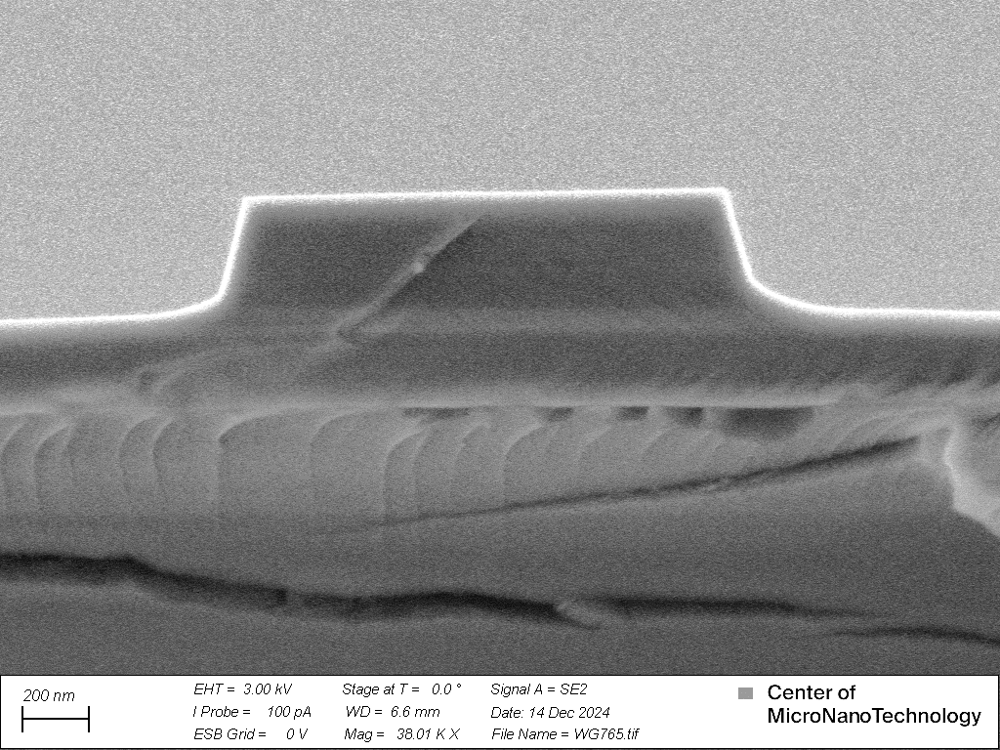 200 nm
EHT = 3.00 kV
I Probe = 100 pA
ESB Grid = 0 V
Stage at T = 0.0 °
WD = 6.6 mm
Mag = 38.01 K X
Signal A = SE2
Date: 14 Dec 2024
File Name = WG765.tif
Center of
MicroNanoTechnology